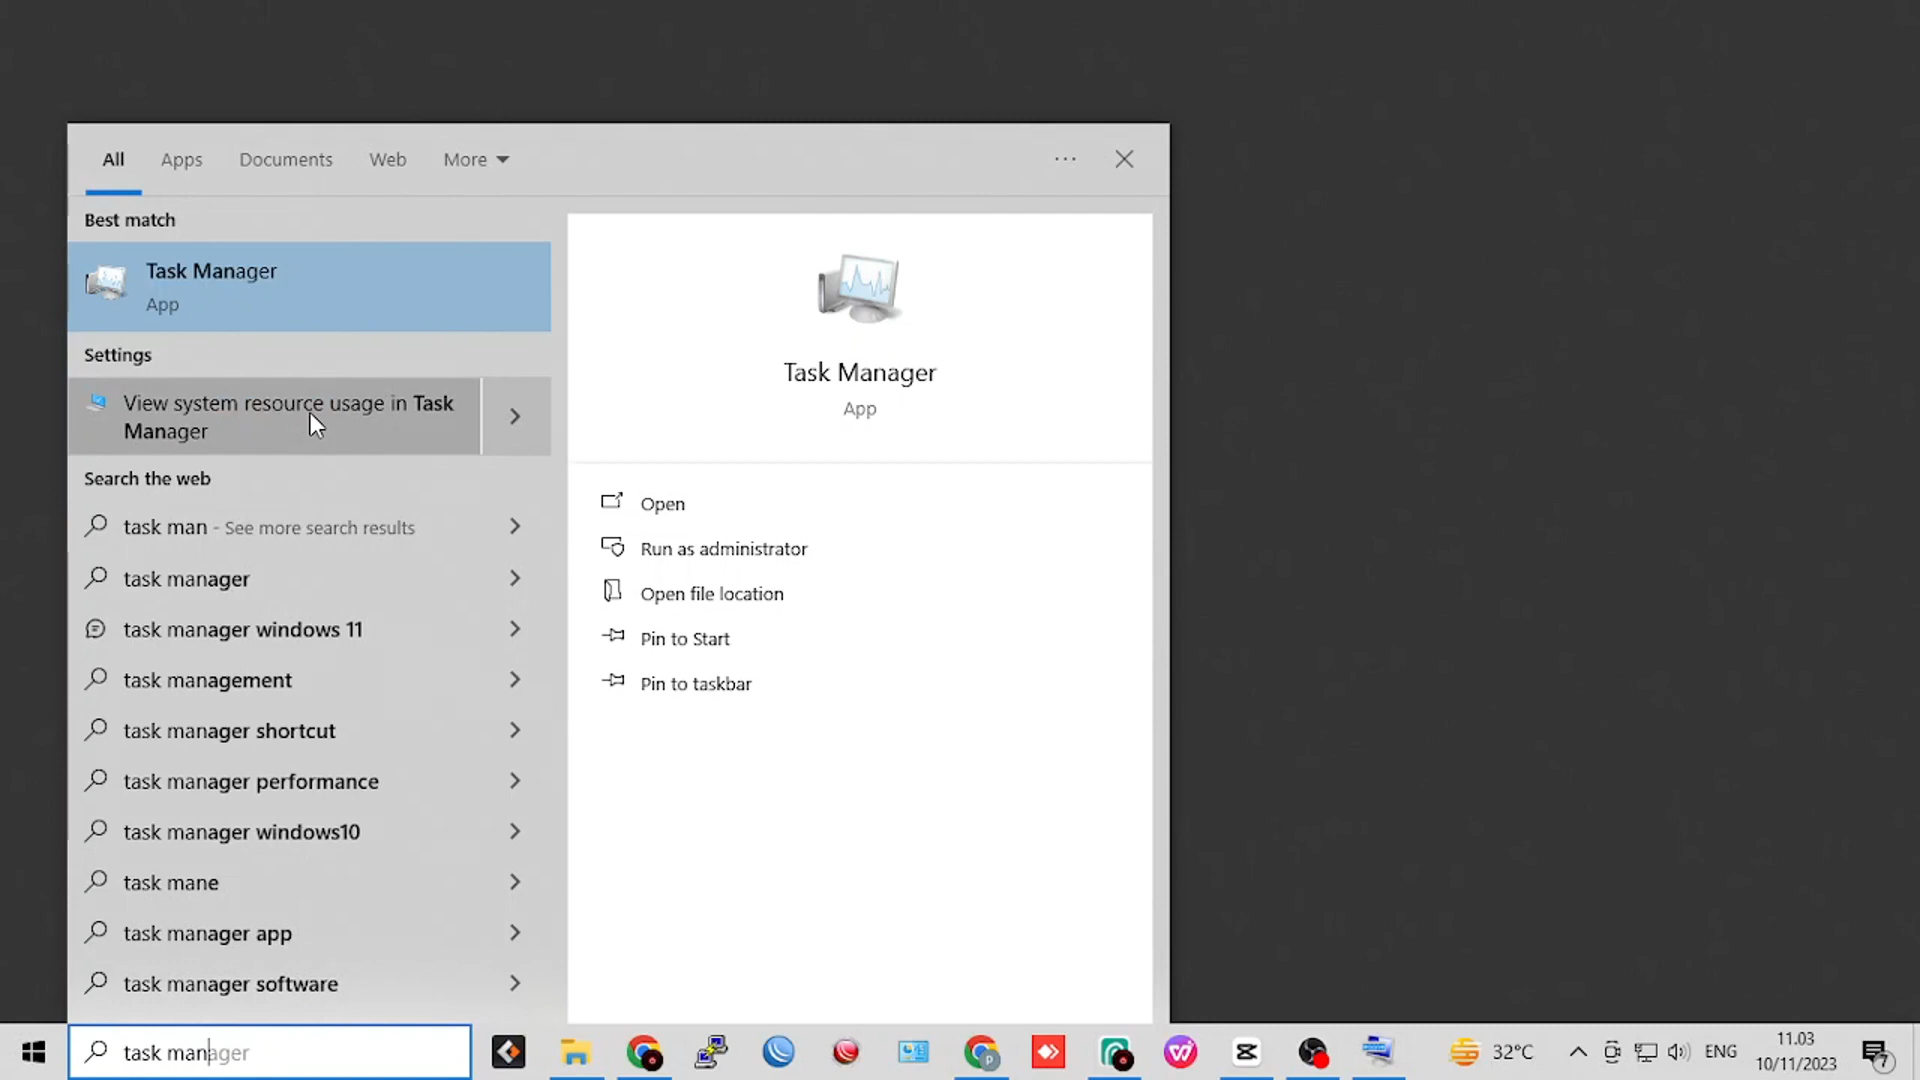 All Apps Documents Web More
Best match
Task Manager
App
Settings
View system resource usage in Task
Manager
Search the web
task man - See more search results
task manager
task manager windows 11
task management
task manager shortcut
task manager performance
task manager windows10
task mane
task manager app
task manager software
Task Manager
App
Open
Run as administrator
Open file location
Pin to Start
Pin to taskbar
task manager
32°C
ENG
11.03
10/11/2023
7